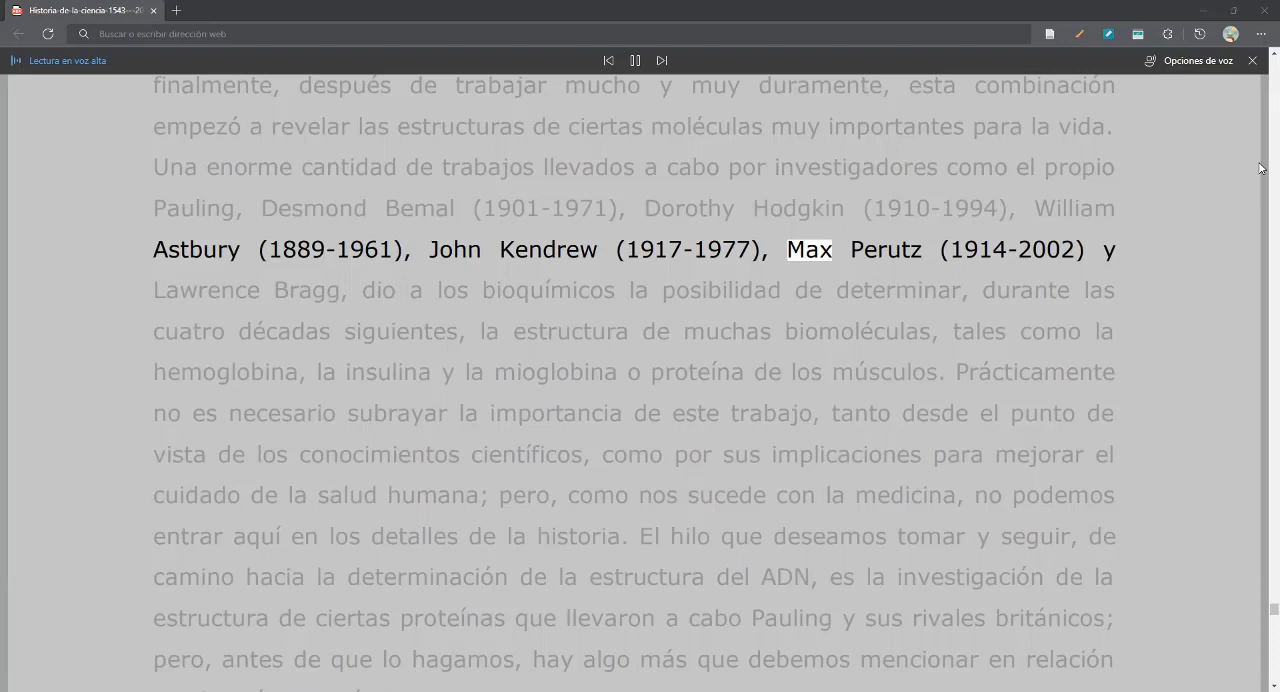 Historia-de-la-ciencia-1543---20
Buscar o escribir dirección web
Lectura en voz alta
Opciones de voz
finalmente, después de trabajar mucho y muy duramente, esta combinación
empezó a revelar las estructuras de ciertas moléculas muy importantes para la vida.
Una enorme cantidad de trabajos llevados a cabo por investigadores como el propio
Pauling, Desmond Bemal (1901-1971), Dorothy Hodgkin (1910-1994), William
Astbury (1889-1961), John Kendrew (1917-1977), Max Perutz (1914-2002) y
Lawrence Bragg, dio a los bioquímicos la posibilidad de determinar, durante las
cuatro décadas siguientes, la estructura de muchas biomoléculas, tales como la
hemoglobina, la insulina y la mioglobina o proteína de los músculos. Prácticamente
no es necesario subrayar la importancia de este trabajo, tanto desde el punto de
vista de los conocimientos científicos, como por sus implicaciones para mejorar el
cuidado de la salud humana; pero, como nos sucede con la medicina, no podemos
entrar aquí en los detalles de la historia. El hilo que deseamos tomar y seguir, de
camino hacia la determinación de la estructura del ADN, es la investigación de la
estructura de ciertas proteínas que llevaron a cabo Pauling y sus rivales británicos;
pero, antes de que lo hagamos, hay algo más que debemos mencionar en relación